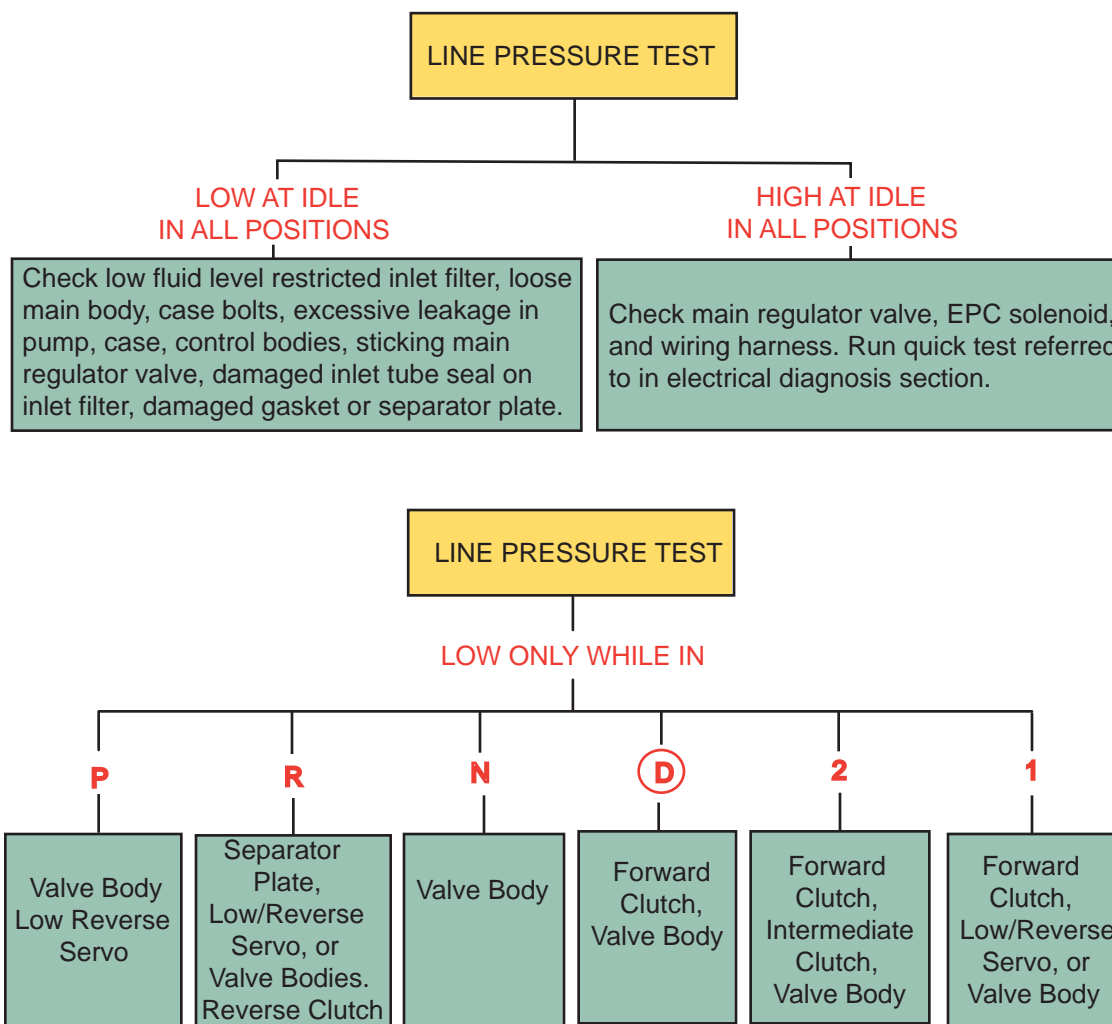 LINE PRESSURE TEST
LOW AT IDLE
IN ALL POSITIONS
HIGH AT IDLE
IN ALL POSITIONS
Check low fluid level restricted inlet filter, loose
main body, case bolts, excessive leakage in
pump, case, control bodies, sticking main
regulator valve, damaged inlet tube seal on
inlet filter, damaged gasket or separator plate.
Check main regulator valve, EPC solenoid,
and wiring harness. Run quick test referred
to in electrical diagnosis section.
LINE PRESSURE TEST
LOW ONLY WHILE IN
P
R
N
D
2
1
Valve Body
Low Reverse
Servo
Separator
Plate,
Low/Reverse
Servo, or
Valve Bodies.
Reverse Clutch
Valve Body
Forward
Clutch,
Valve Body
Forward
Clutch,
Intermediate
Clutch,
Valve Body
Forward
Clutch,
Low/Reverse
Servo, or
Valve Body